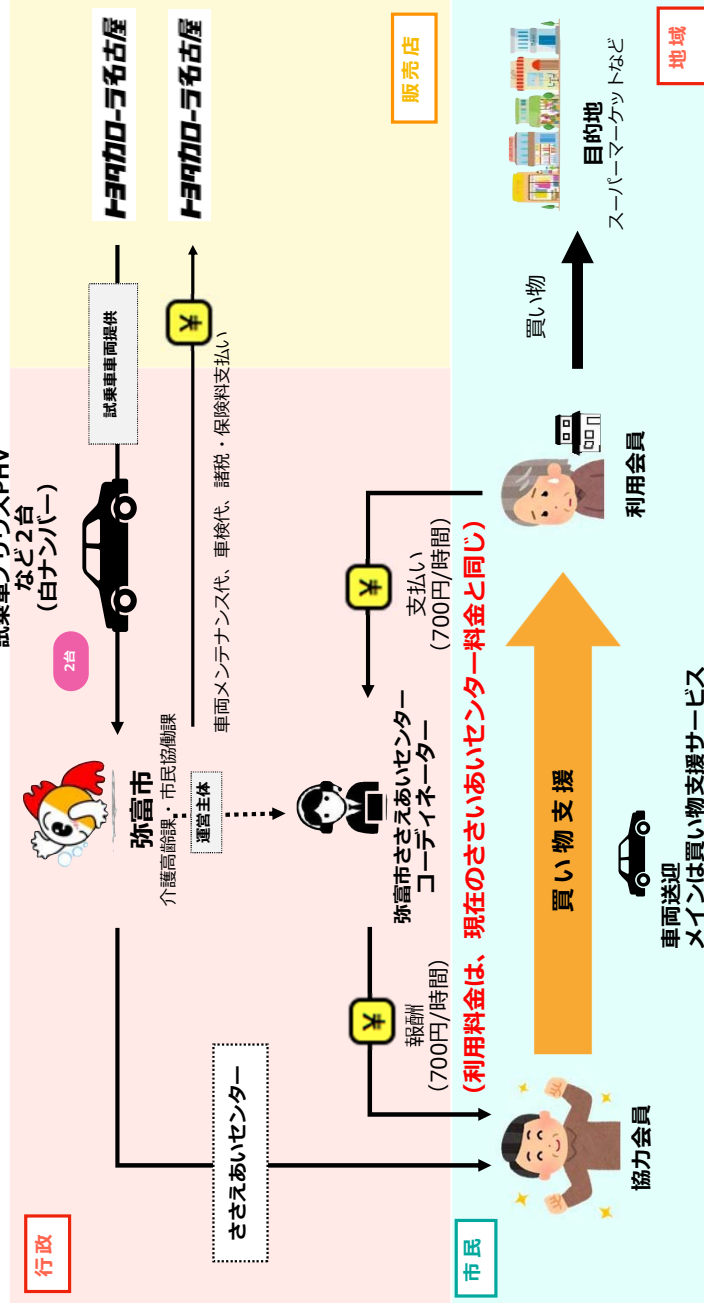 行政
試乗車プリウスPHV
など2台
(白ナンバー)
2台
試乗車車両提供
トヨタカローラ名古屋
弥富市
介護高齢課・市民協働課
運営主体
車両メンテナンス代、車検代、諸税・保険料支払い
トヨタカローラ名古屋
ささえあいセンター
弥富市ささえあいセンター
コーディネーター
報酬
(700円/時間)
支払い
(700円/時間)
(利用料金は、現在のささいあいセンター料金と同じ)
販売店
市民
協力会員
買い物支援
車両送迎
メインは買い物支援サービス
利用会員
買い物
目的地
スーパーマーケットなど
地域